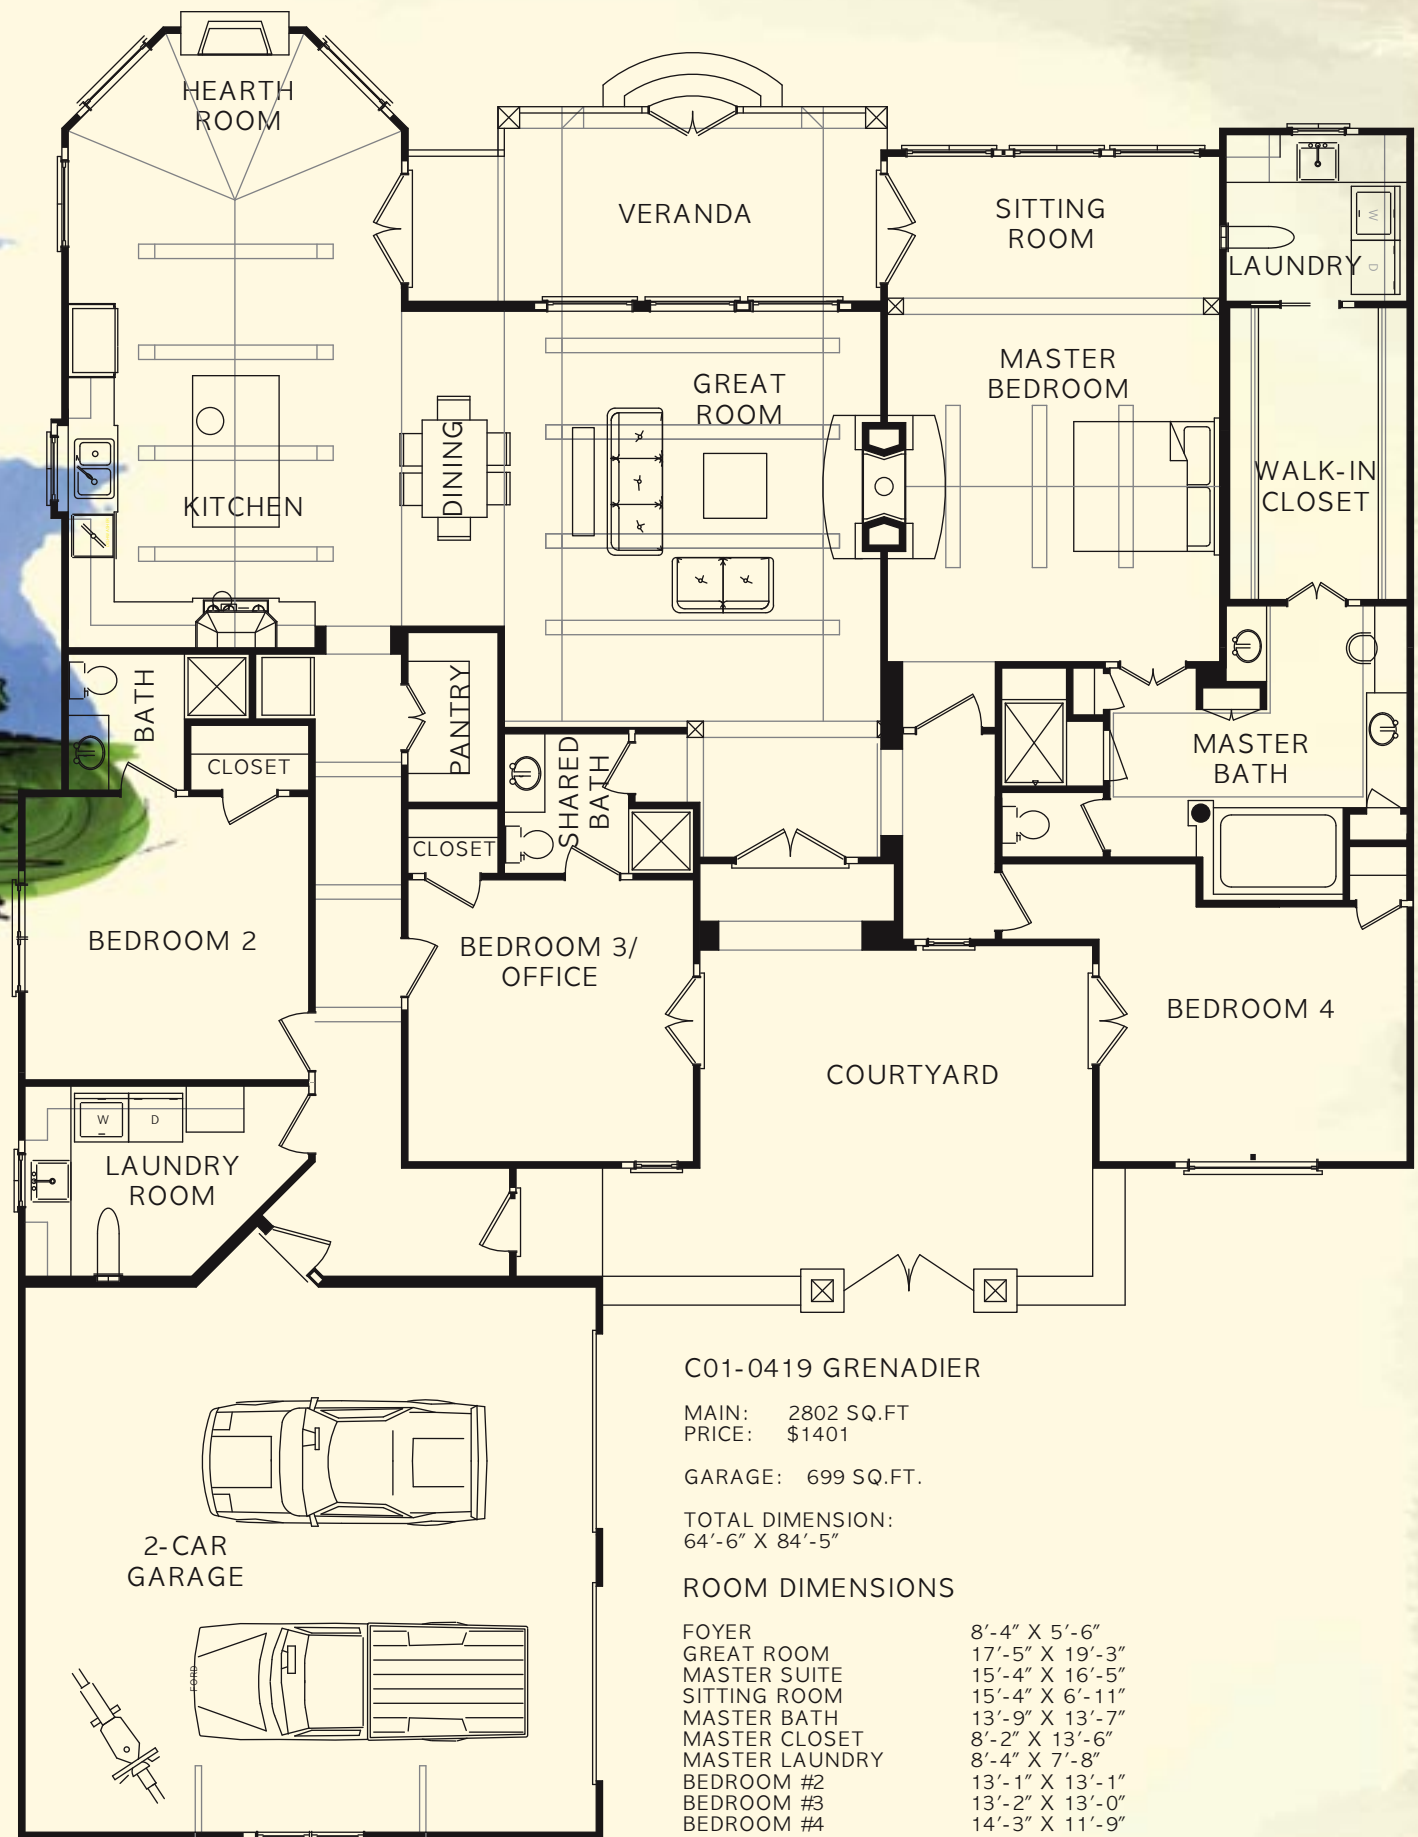 HEARTH
ROOM
VERANDA
SITTING
ROOM
LAUNDRY
W
D
MASTER
BEDROOM
GREAT
ROOM
DINING
KITCHEN
WALK-IN
CLOSET
BATH
PANTRY
CLOSET
SHARED
BATH
MASTER
BATH
CLOSET
BEDROOM 2
BEDROOM 3/
OFFICE
BEDROOM 4
COURTYARD
W
D
LAUNDRY
ROOM
2-CAR
GARAGE
FORD
C01-0419 GRENADIER
MAIN: 2802 SQ.FT
PRICE: $1401
GARAGE: 699 SQ.FT.
TOTAL DIMENSION:
64'-6" X 84'-5"
ROOM DIMENSIONS
FOYER 8'-4" X 5'-6"
GREAT ROOM 17'-5" X 19'-3"
MASTER SUITE 15'-4" X 16'-5"
SITTING ROOM 15'-4" X 6'-11"
MASTER BATH 13'-9" X 13'-7"
MASTER CLOSET 8'-2" X 13'-6"
MASTER LAUNDRY 8'-4" X 7'-8"
BEDROOM #2 13'-1" X 13'-1"
BEDROOM #3 13'-2" X 13'-0"
BEDROOM #4 14'-3" X 11'-9"